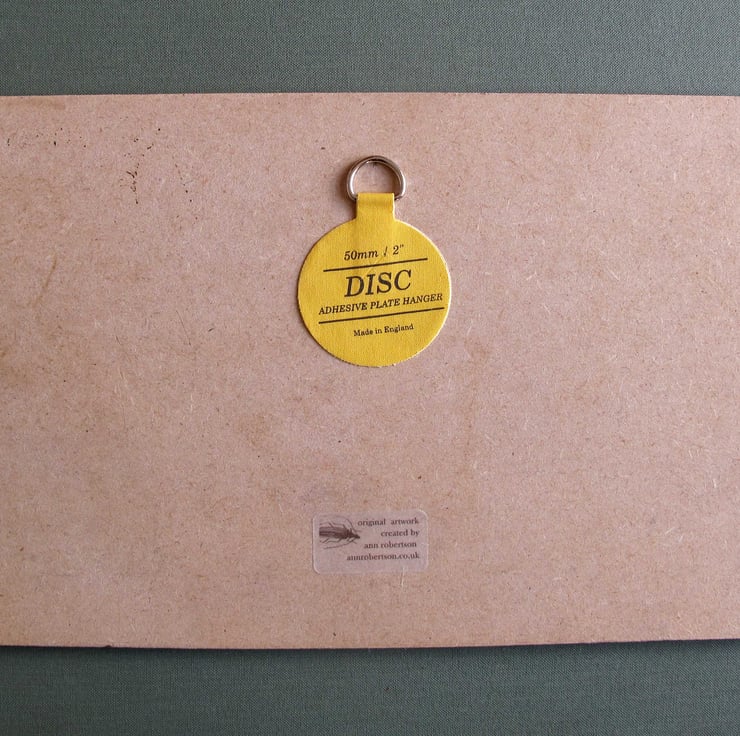 50mm / 2"
DISC
ADHESIVE PLATE HANGER
Made in England
original artwork
created by
ann robertson
annrobertson.co.uk